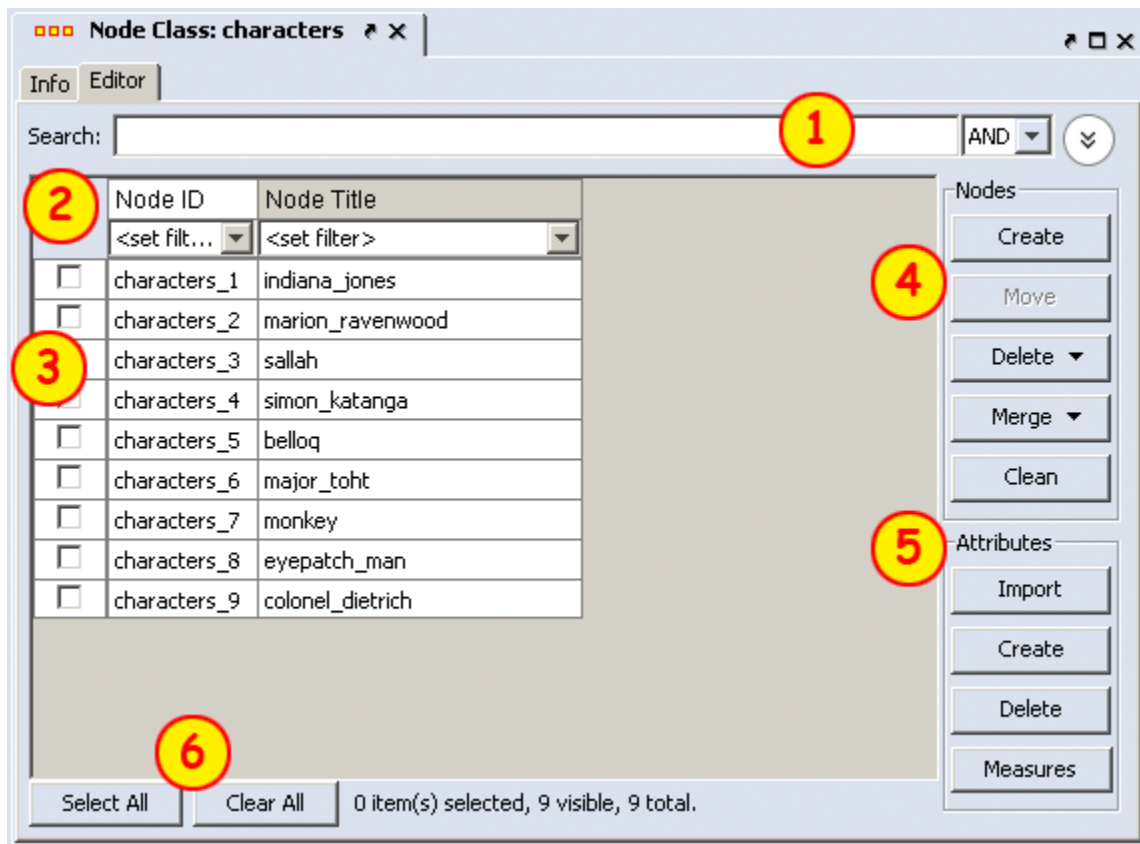 Node Class: characters
Info Editor
Search: 1 AND
2 Node ID Node Title
<set filt... <set filter>
characters_1 indiana_jones
characters_2 marion_ravenwood
3 characters_3 sallah
characters_4 simon_katanga
characters_5 belloq
characters_6 major_toht
characters_7 monkey
characters_8 eyepatch_man
characters_9 colonel_dietrich
Nodes
Create
4 Move
Delete
Merge
Clean
5 Attributes
Import
Create
Delete
Measures
6
Select All Clear All 0 item(s) selected, 9 visible, 9 total.